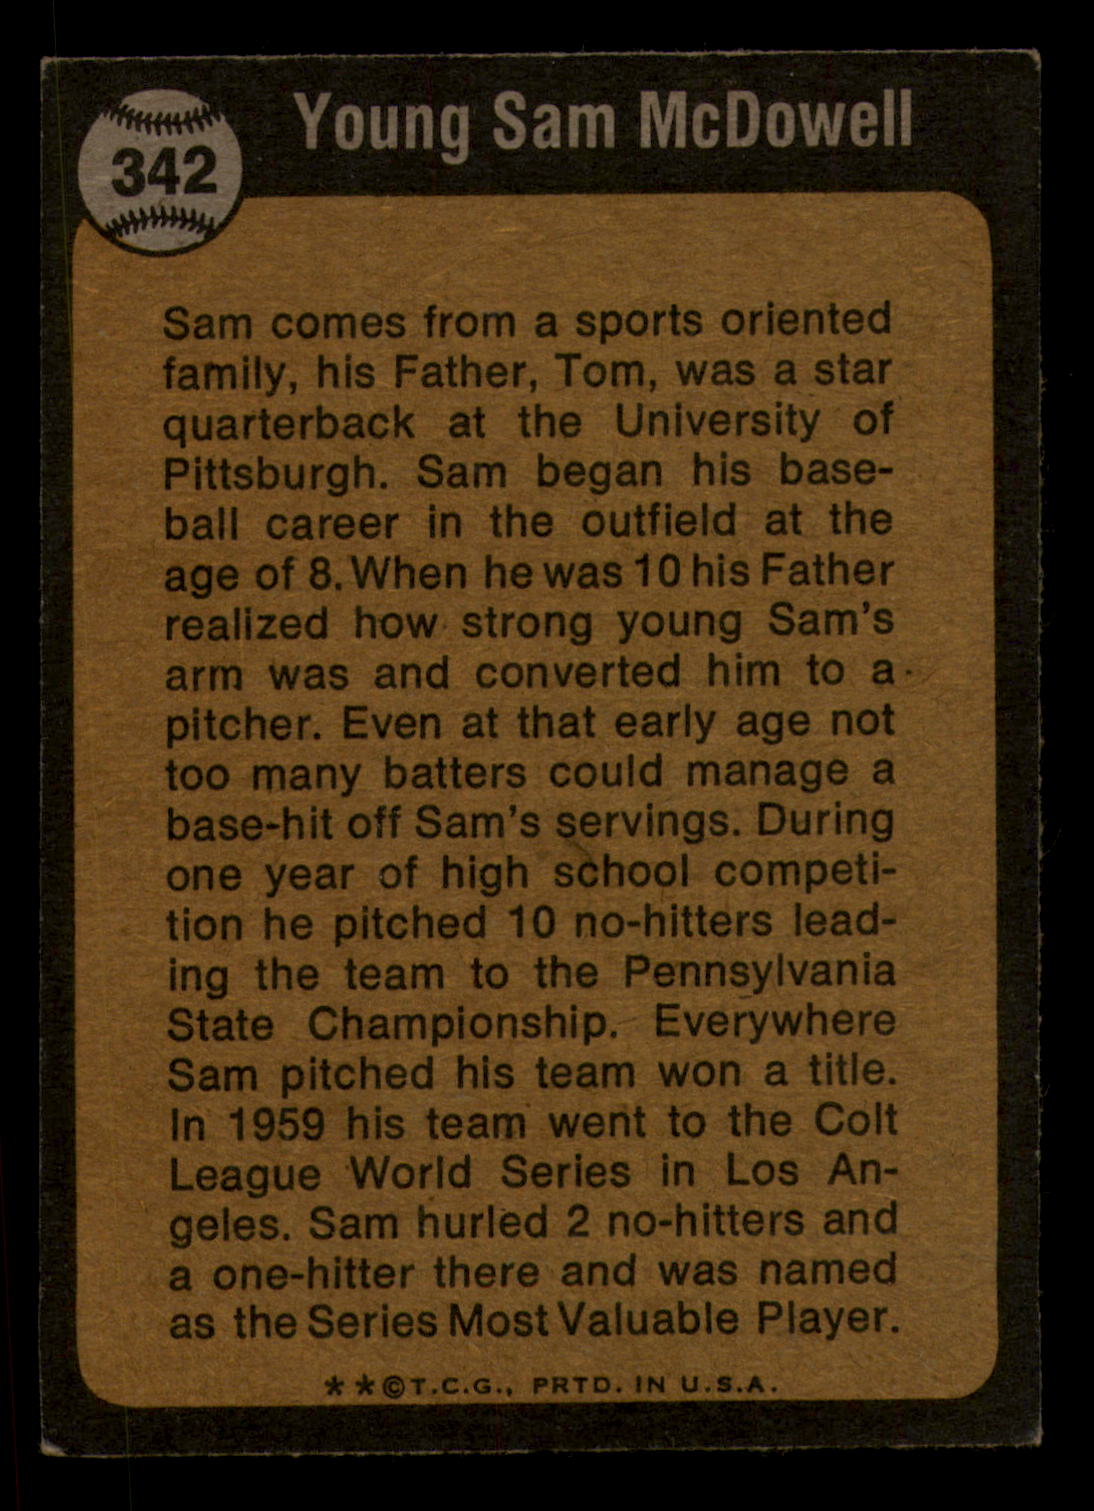 342
Young Sam McDowell
Sam comes from a sports oriented
family, his Father, Tom, was a star
quarterback at the University of
Pittsburgh. Sam began his base-
ball career in the outfield at the
age of 8. When he was 10 his Father
realized how strong young Sam's
arm was and converted him to a
pitcher. Even at that early age not
too many batters could manage a
base-hit off Sam's servings. During
one year of high school competi-
tion he pitched 10 no-hitters lead-
ing the team to the Pennsylvania
State Championship. Everywhere
Sam pitched his team won a title.
In 1959 his team went to the Colt
League World Series in Los An-
geles. Sam hurled 2 no-hitters and
a one-hitter there and was named
as the Series Most Valuable Player.
**©T.C.G., PRTD. IN U.S.A.